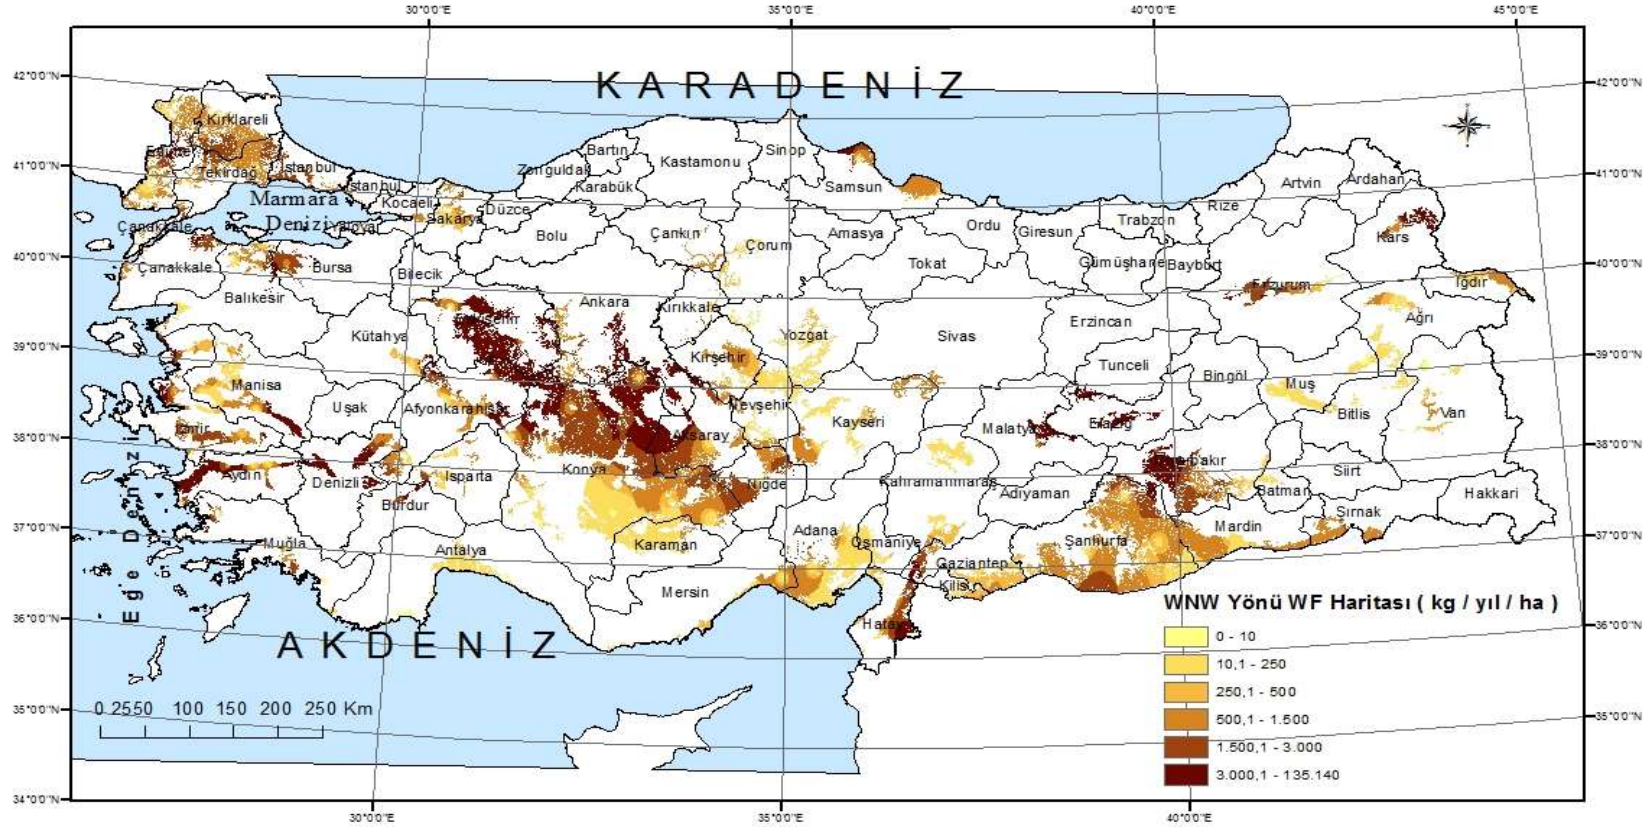 30°0'0"E 35°0'0"E 40°0'0"E 45°0'0"E
42°0'0"N
42°0'0"N
KARADENİZ
Kırklareli
Edirne
Tekirdağ
İstanbul
İstanbul
Kocaeli
Sakarya
Düzce
Zonguldak
Bartın
Karabük
Kastamonu
Sinop
Samsun
Artvin
Ardahan
41°0'0"N
41°0'0"N
Marmara
Denizi
Yalova
Çanakkale
Bolu
Çankırı
Çorum
Amasya
Ordu
Giresun
Trabzon
Rize
Kars
40°0'0"N
40°0'0"N
Çanakkale
Bursa
Bilecik
Tokat
Gümüşhane
Bayburt
Erzurum
Iğdır
Balıkesir
Ankara
Kırıkkale
Ağrı
39°0'0"N
39°0'0"N
Kütahya
Eskişehir
Yozgat
Sivas
Erzincan
Kırşehir
Tunceli
Bingöl
Muş
Manisa
Uşak
Afyonkarahisar
Nevşehir
Kayseri
Malatya
Elazığ
Bitlis
Van
38°0'0"N
38°0'0"N
İzmir
Aksaray
Konya
Aydın
Denizli
Isparta
Niğde
Kahramanmaraş
Adıyaman
Diyarbakır
Batman
Siirt
Hakkari
Burdur
Şırnak
37°0'0"N
37°0'0"N
Muğla
Antalya
Karaman
Adana
Osmaniye
Gaziantep
Şanlıurfa
Mardin
Kilis
Mersin
Hatay
36°0'0"N
36°0'0"N
Ege Denizi
AKDENİZ
WNW Yönü WF Haritası ( kg / yıl / ha )
0 - 10
10,1 - 250
250,1 - 500
500,1 - 1.500
1.500,1 - 3.000
3.000,1 - 135.140
0 2550 100 150 200 250 Km
35°0'0"N
35°0'0"N
34°0'0"N
30°0'0"E 35°0'0"E 40°0'0"E